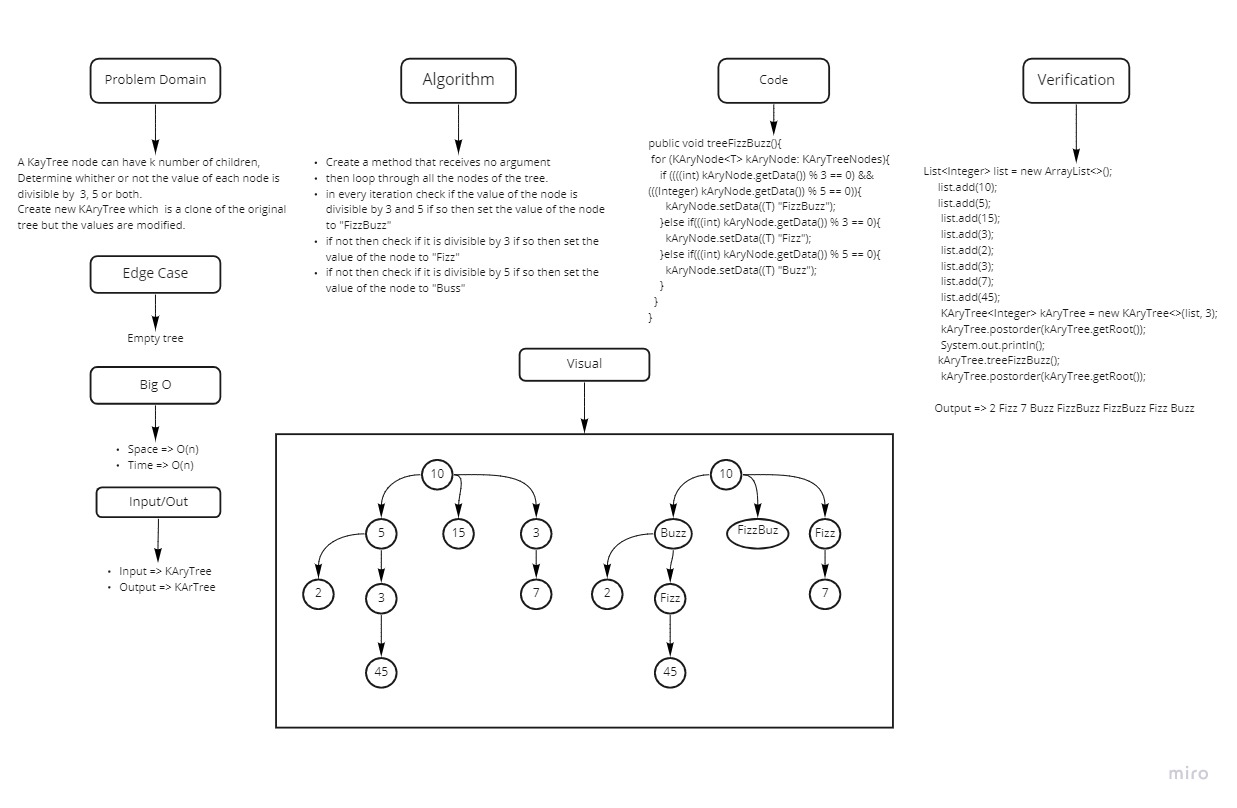 Problem Domain
A KayTree node can have k number of children,
Determine whither or not the value of each node is
divisible by  3, 5 or both.
Create new KAryTree which  is a clone of the original
tree but the values are modified.
Edge Case
Empty tree
Big O
• Space => O(n)
• Time => O(n)
Input/Out
• Input => KAryTree
• Output => KArTree
Algorithm
• Create a method that receives no argument
• then loop through all the nodes of the tree.
• in every iteration check if the value of the node is
divisible by 3 and 5 if so then set the value of the node
to "FizzBuzz"
• if not then check if it is divisible by 3 if so then set the
value of the node to "Fizz"
• if not then check if it is divisible by 5 if so then set the
value of the node to "Buss"
Code
public void treeFizzBuzz(){
for (KAryNode<T> kAryNode: KAryTreeNodes){
if ((((int) kAryNode.getData()) % 3 == 0) &&
(((Integer) kAryNode.getData()) % 5 == 0)){
kAryNode.setData((T) "FizzBuzz");
}else if(((int) kAryNode.getData()) % 3 == 0){
kAryNode.setData((T) "Fizz");
}else if(((int) kAryNode.getData()) % 5 == 0){
kAryNode.setData((T) "Buzz");
}
}
}
Verification
List<Integer> list = new ArrayList<>();
list.add(10);
list.add(5);
list.add(15);
list.add(3);
list.add(2);
list.add(3);
list.add(7);
list.add(45);
KAryTree<Integer> kAryTree = new KAryTree<>(list, 3);
kAryTree.postorder(kAryTree.getRoot());
System.out.println();
kAryTree.treeFizzBuzz();
kAryTree.postorder(kAryTree.getRoot());
Output => 2 Fizz 7 Buzz FizzBuzz FizzBuzz Fizz Buzz
Visual
10
5 15 3
2 3 7
45
10
Buzz FizzBuz Fizz
2 Fizz 7
45
miro